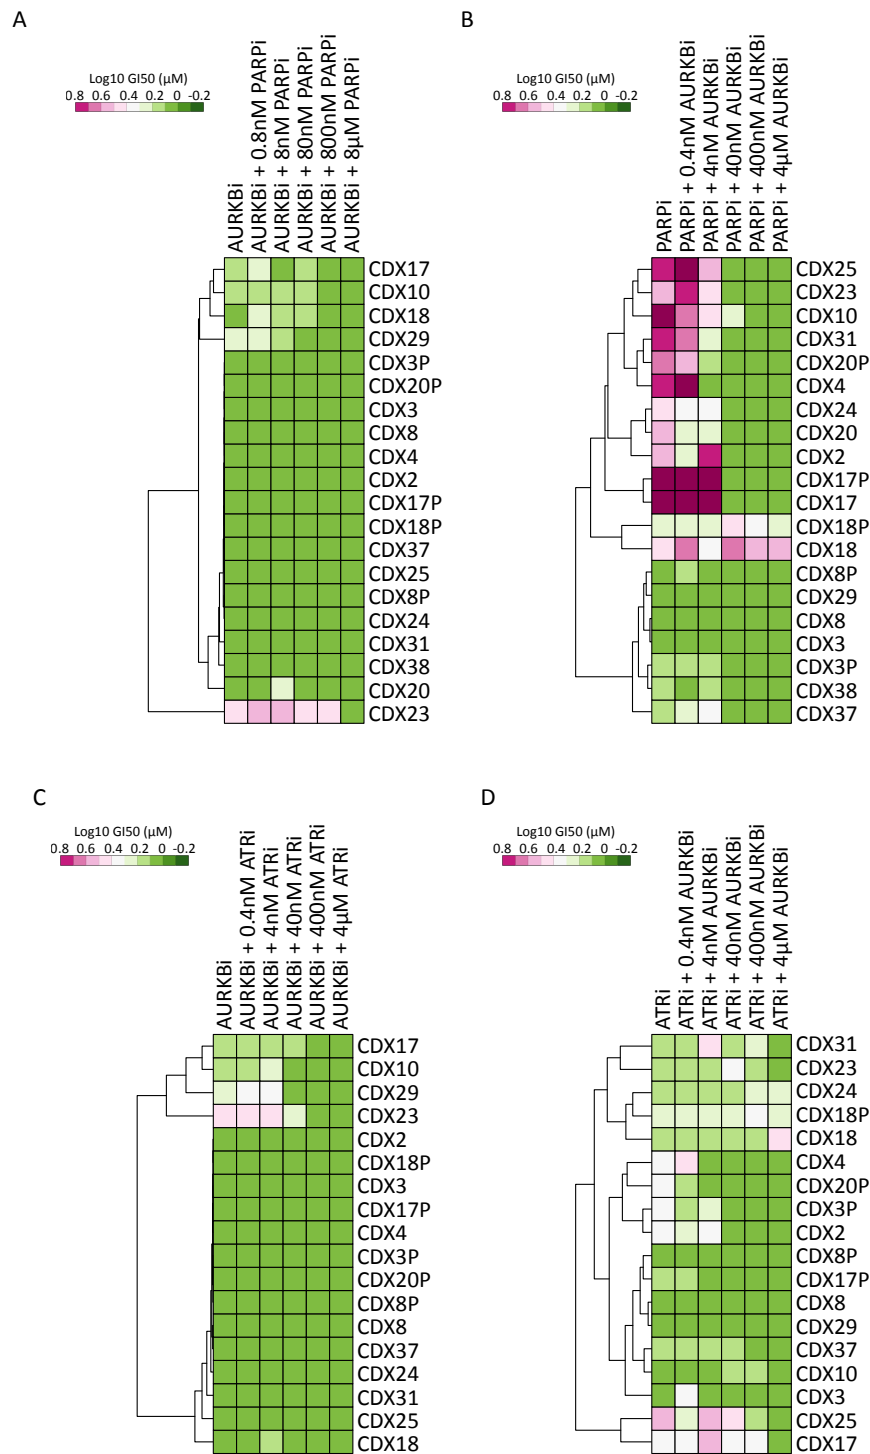 A
Log10 GI50 (µM)
0.8 0.6 0.4 0.2 0 -0.2
AURKBi
AURKBi + 0.8nM PARPi
AURKBi + 8nM PARPi
AURKBi + 80nM PARPi
AURKBi + 800nM PARPi
AURKBi + 8µM PARPi
CDX17
CDX10
CDX18
CDX29
CDX3P
CDX20P
CDX3
CDX8
CDX4
CDX2
CDX17P
CDX18P
CDX37
CDX25
CDX8P
CDX24
CDX31
CDX38
CDX20
CDX23
B
Log10 GI50 (µM)
0.8 0.6 0.4 0.2 0 -0.2
PARPi
PARPi + 0.4nM AURKBi
PARPi + 4nM AURKBi
PARPi + 40nM AURKBi
PARPi + 400nM AURKBi
PARPi + 4µM AURKBi
CDX25
CDX23
CDX10
CDX31
CDX20P
CDX4
CDX24
CDX20
CDX2
CDX17P
CDX17
CDX18P
CDX18
CDX8P
CDX29
CDX8
CDX3
CDX3P
CDX38
CDX37
C
Log10 GI50 (µM)
0.8 0.6 0.4 0.2 0 -0.2
AURKBi
AURKBi + 0.4nM ATRi
AURKBi + 4nM ATRi
AURKBi + 40nM ATRi
AURKBi + 400nM ATRi
AURKBi + 4µM ATRi
CDX17
CDX10
CDX29
CDX23
CDX2
CDX18P
CDX3
CDX17P
CDX4
CDX3P
CDX20P
CDX8P
CDX8
CDX37
CDX24
CDX31
CDX25
CDX18
D
Log10 GI50 (µM)
0.8 0.6 0.4 0.2 0 -0.2
ATRi
ATRi + 0.4nM AURKBi
ATRi + 4nM AURKBi
ATRi + 40nM AURKBi
ATRi + 400nM AURKBi
ATRi + 4µM AURKBi
CDX31
CDX23
CDX24
CDX18P
CDX18
CDX4
CDX20P
CDX3P
CDX2
CDX8P
CDX17P
CDX8
CDX29
CDX37
CDX10
CDX3
CDX25
CDX17